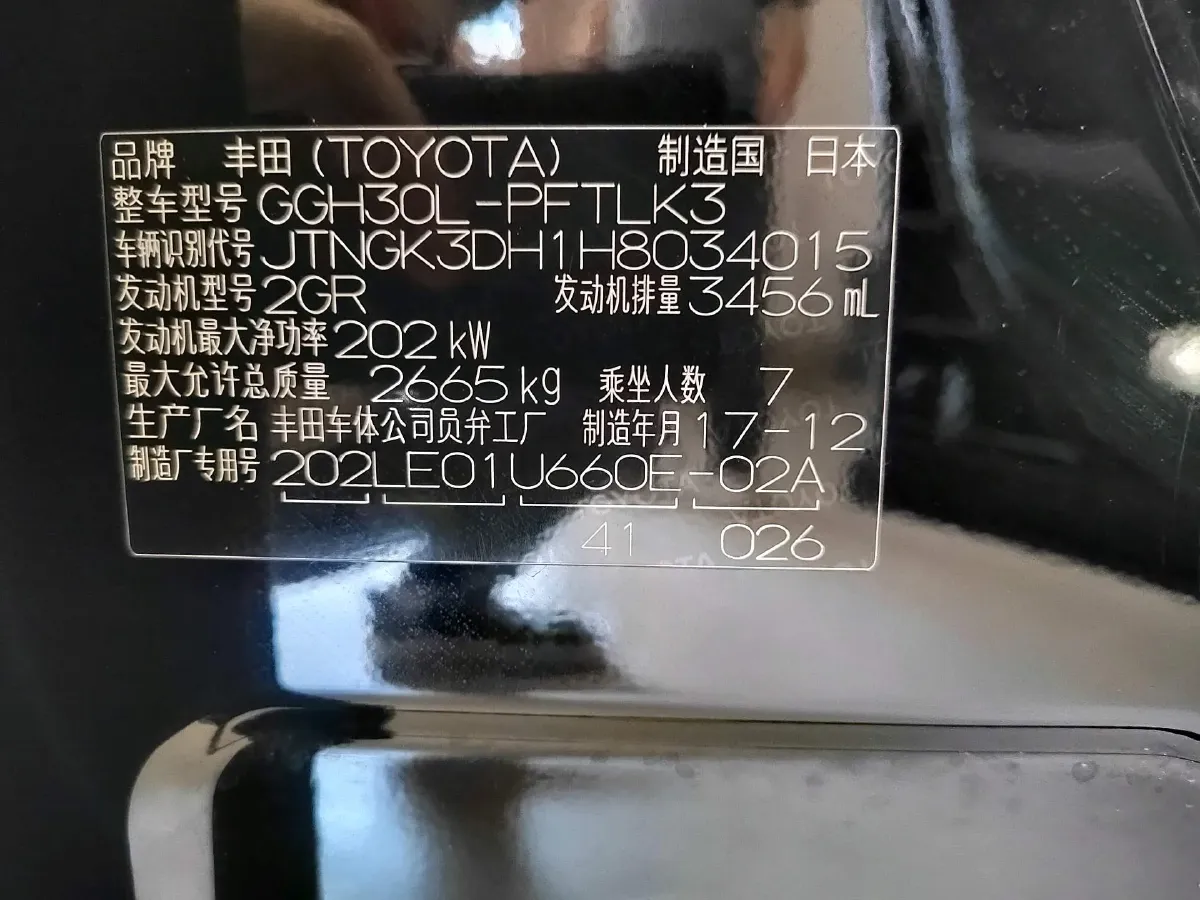 品牌 丰田(TOYOTA) 制造国 日本
整车型号 GGH30L-PFTLK3
车辆识别代号 JTNGK3DH1H8034015
发动机型号 2GR 发动机排量 3456 mL
发动机最大净功率 202 kW
最大允许总质量 2665 kg 乘坐人数 7
生产厂名 丰田车体公司员弁工厂 制造年月 17-12
制造厂专用号 202LE01U660E-02A
41 026